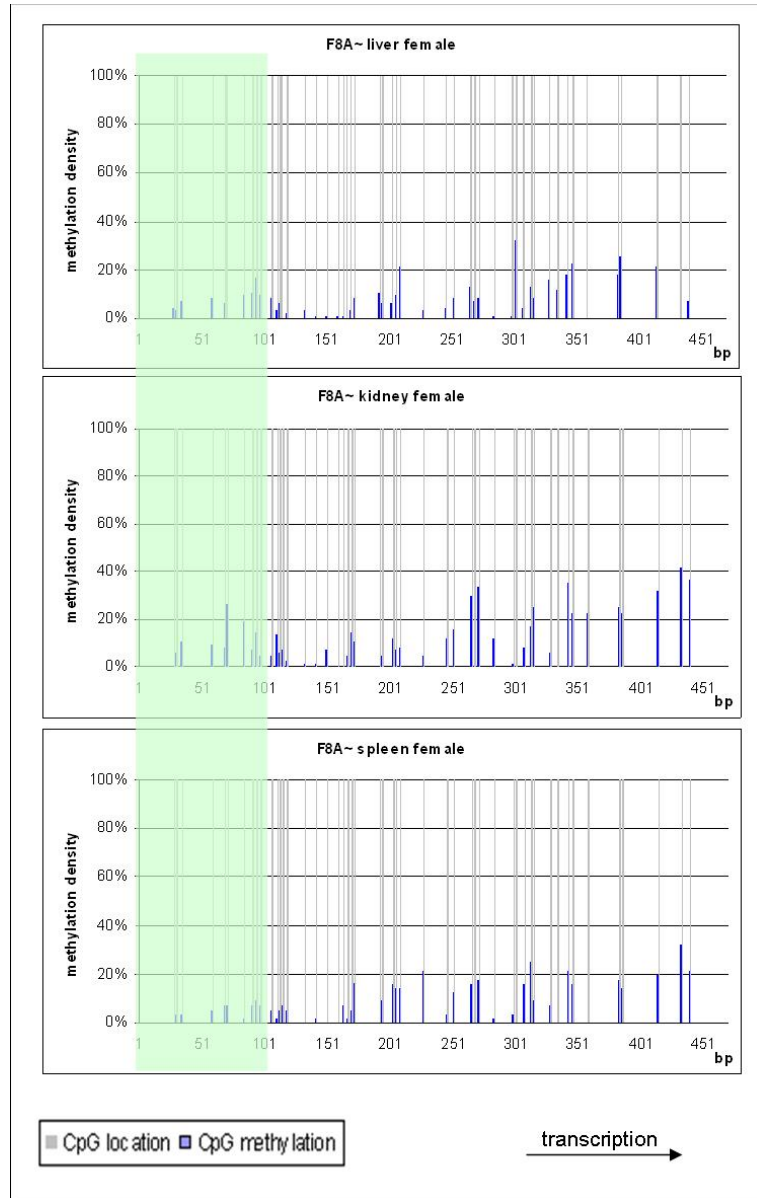 F8A~ liver female
100%
80%
60%
40%
20%
0%
methylation density
1 51 101 151 201 251 301 351 401 451
bp
F8A~ kidney female
100%
80%
60%
40%
20%
0%
methylation density
1 51 101 151 201 251 301 351 401 451
bp
F8A~ spleen female
100%
80%
60%
40%
20%
0%
methylation density
1 51 101 151 201 251 301 351 401 451
bp
CpG location CpG methylation
transcription